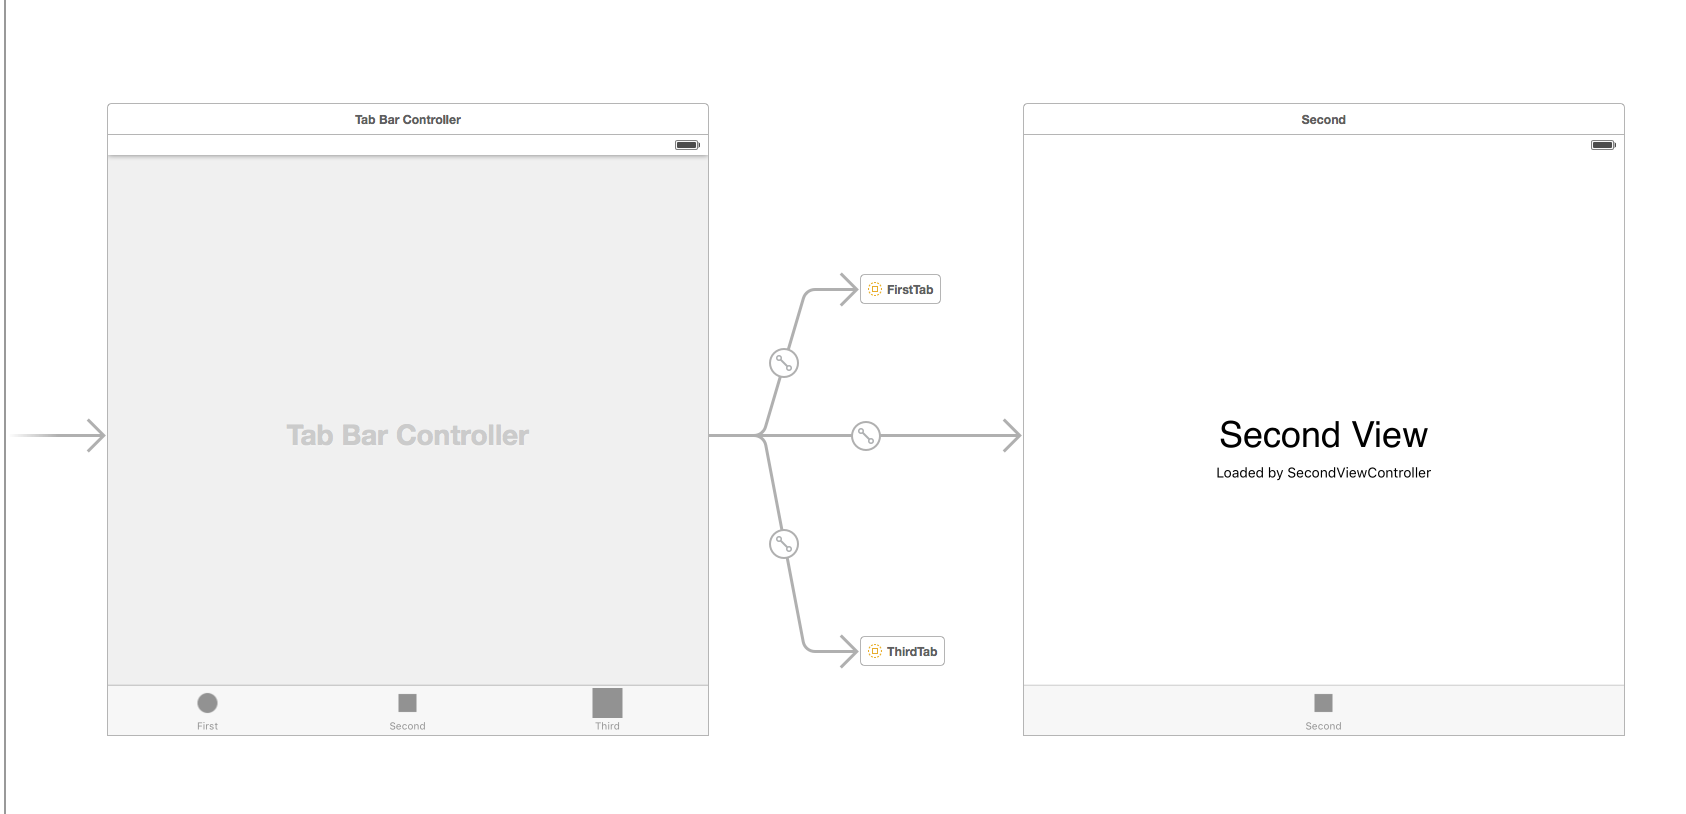 Tab Bar Controller
Tab Bar Controller
First
Second
Third
FirstTab
ThirdTab
Second
Second View
Loaded by SecondViewController
Second